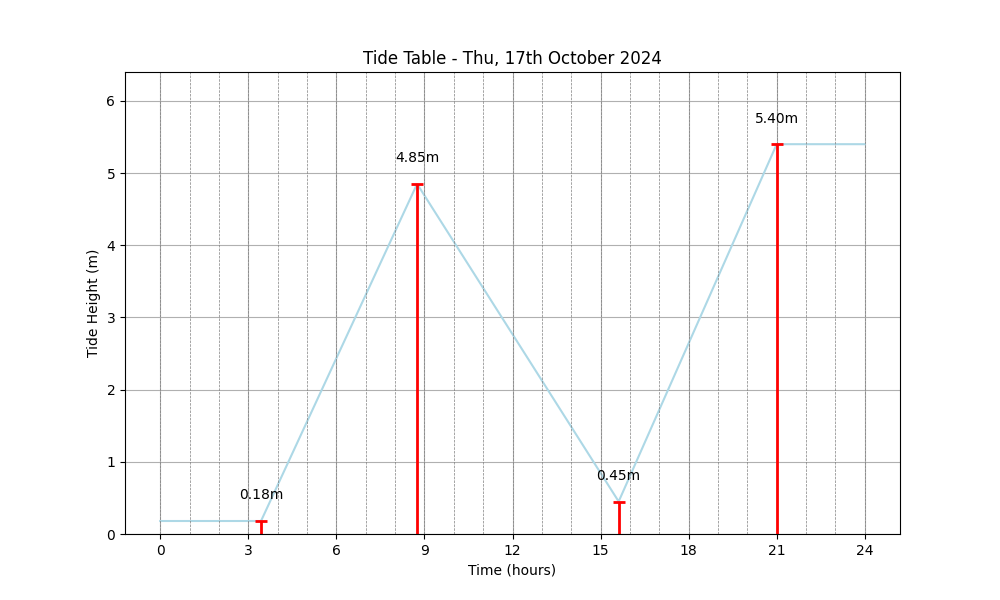 Tide Table - Thu, 17th October 2024
6
5
4
3
2
1
0
Tide Height (m)
0.18m
4.85m
0.45m
5.40m
0 3 6 9 12 15 18 21 24
Time (hours)